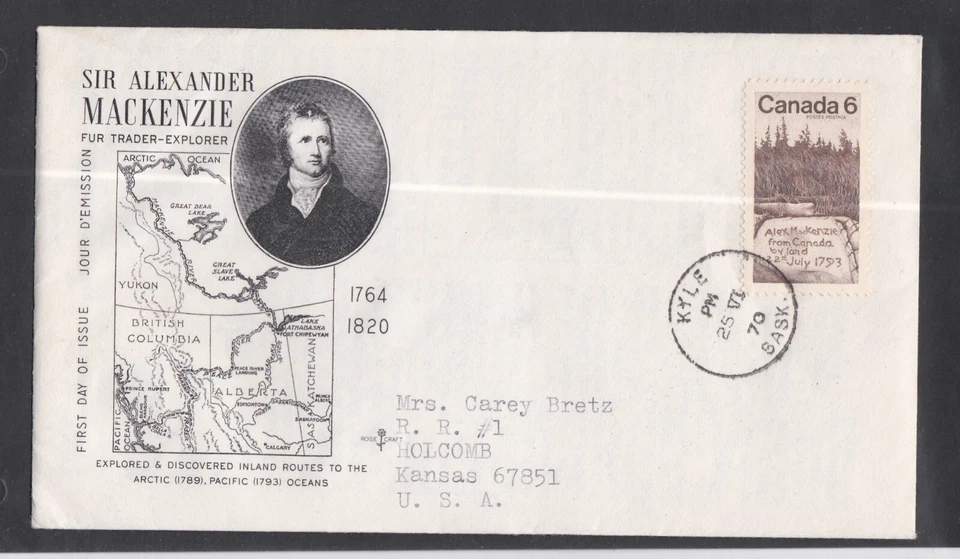 SIR ALEXANDER
MACKENZIE
FUR TRADER-EXPLORER
FIRST DAY OF ISSUE JOUR D'EMISSION
ARCTIC OCEAN
MACKENZIE
GREAT BEAR
LAKE
GREAT
SLAVE
LAKE
YUKON
BRITISH
COLUMBIA
LAKE
ATHABASKA
FORT CHIPEWYAN
PEACE RIVER
LANDING
PRINCE RUPERT
ALBERTA
EDMONTON
PRINCE
ALBERT
SASKATOON
SASKATCHEWAN
CALGARY
PACIFIC
OCEAN
1764
1820
EXPLORED & DISCOVERED INLAND ROUTES TO THE
ARCTIC (1789), PACIFIC (1793) OCEANS
ROSE CRAFT
Canada 6
POSTES POSTAGE
Alex MacKenzie
from Canada
by land
22d July 1793
KYLE
PM
25 VI
70
SASK.
Mrs. Carey Bretz
R. R. #1
HOLCOMB
Kansas 67851
U. S. A.